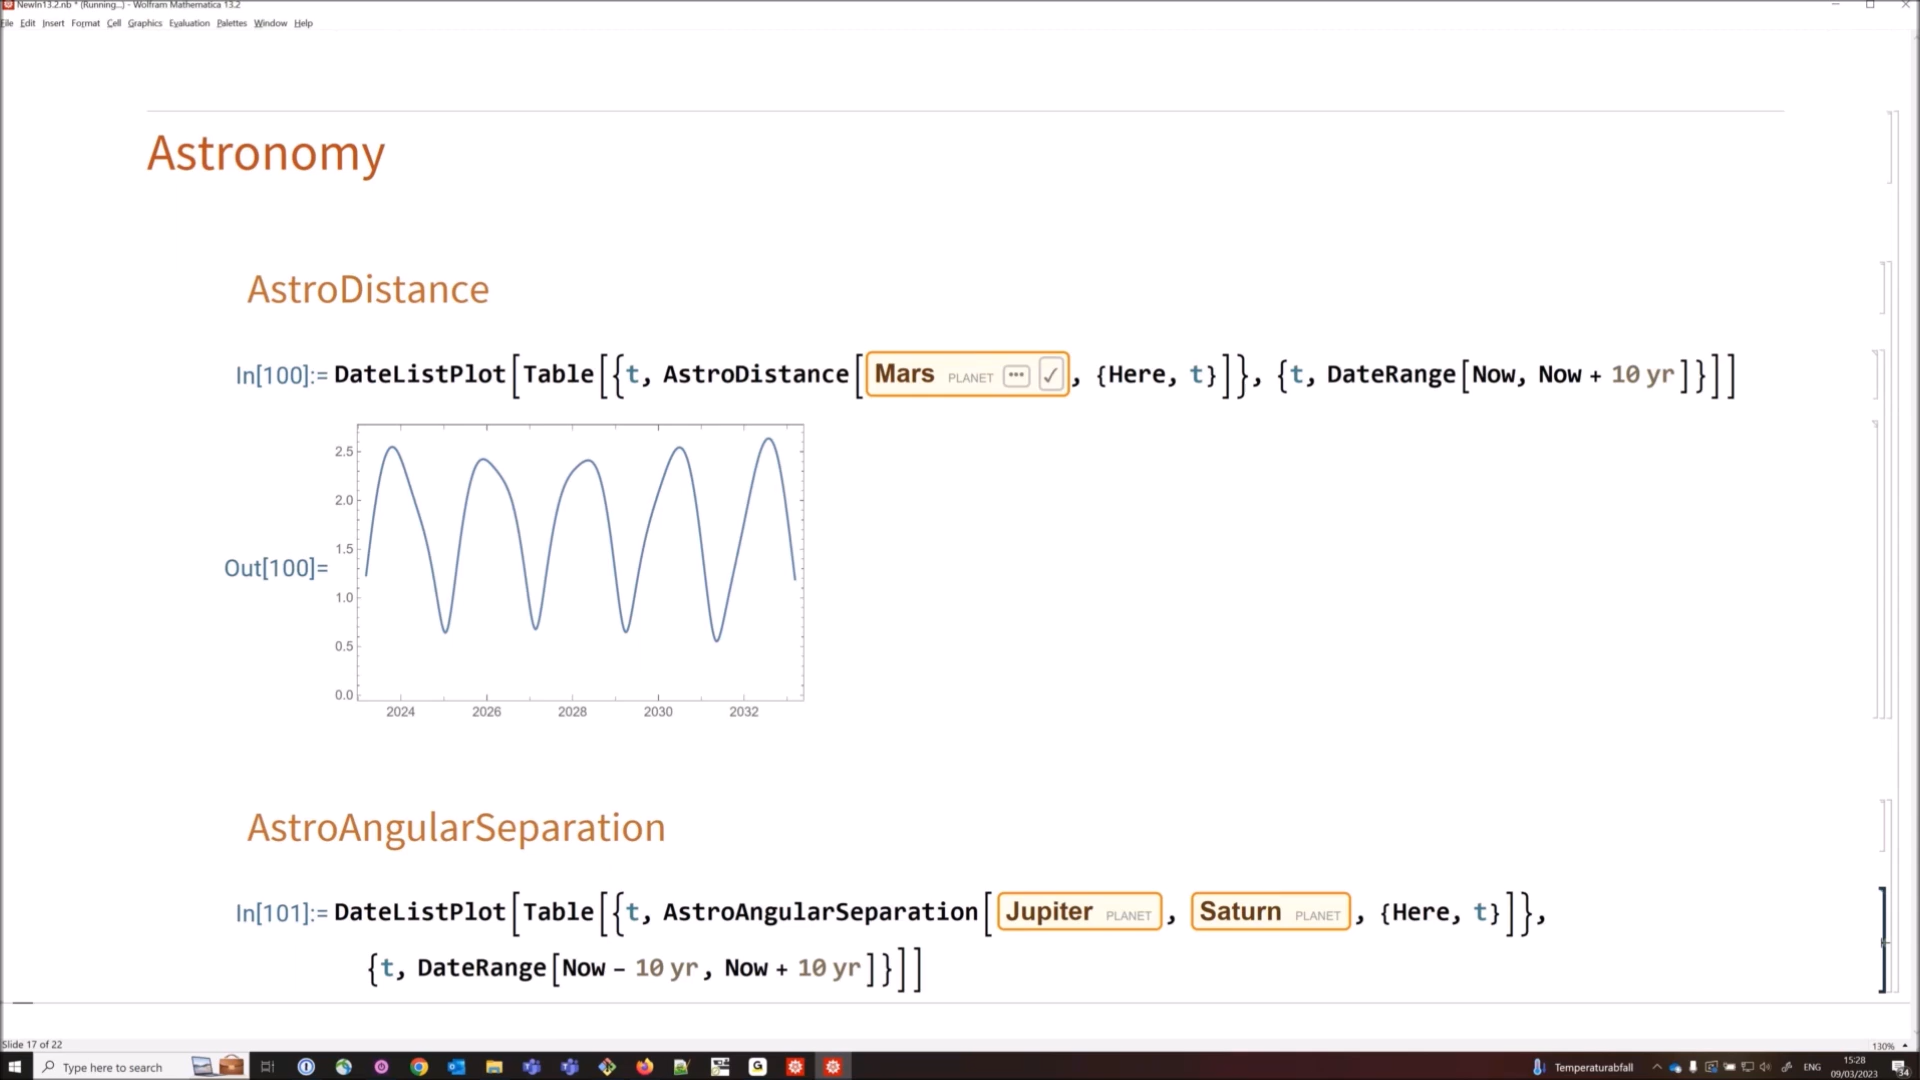 NewIn13.2.nb * (Running...) - Wolfram Mathematica 13.2
File Edit Insert Format Cell Graphics Evaluation Palettes Window Help
Astronomy
AstroDistance
In[100]:= DateListPlot[Table[{t, AstroDistance[Mars PLANET ··· ✓, {Here, t}]}, {t, DateRange[Now, Now + 10 yr]}]]
Out[100]=
2.5
2.0
1.5
1.0
0.5
0.0
2024 2026 2028 2030 2032
AstroAngularSeparation
In[101]:= DateListPlot[Table[{t, AstroAngularSeparation[Jupiter PLANET, Saturn PLANET, {Here, t}]},
{t, DateRange[Now – 10 yr, Now + 10 yr]}]]
Slide 17 of 22
130%
Type here to search
Temperaturabfall
ENG
15:28
09/03/2023
34